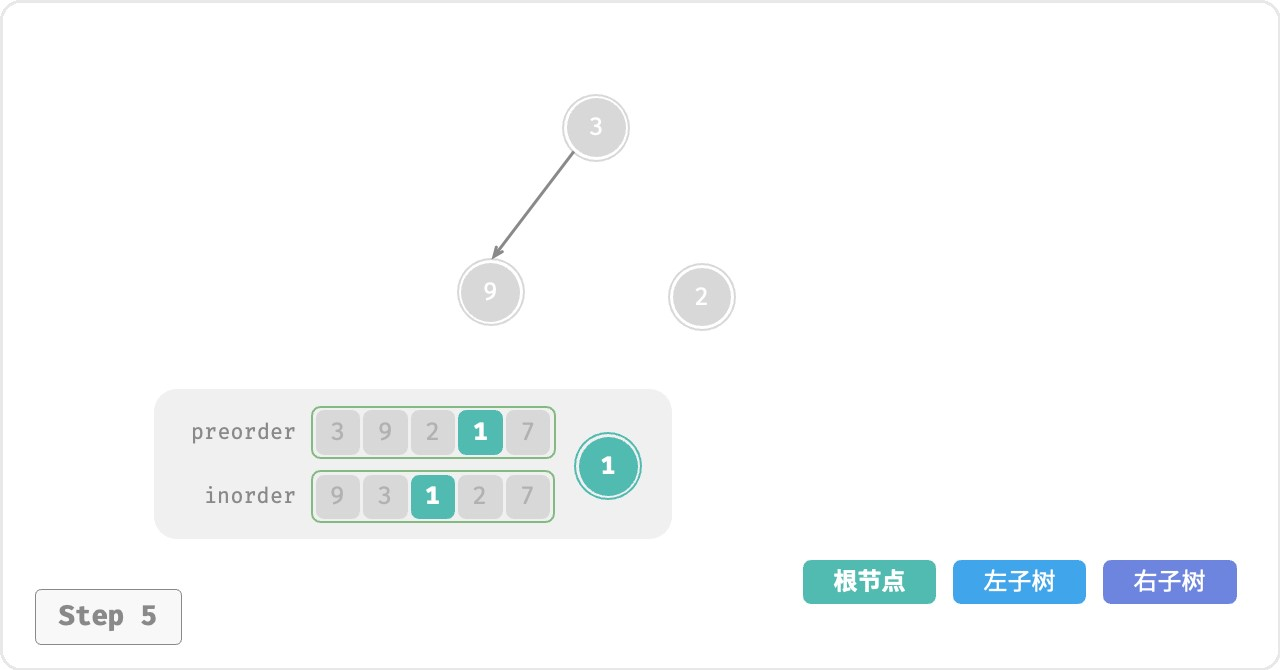 3
9
2
preorder 3 9 2 1 7
1
inorder 9 3 1 2 7
根节点 左子树 右子树
Step 5